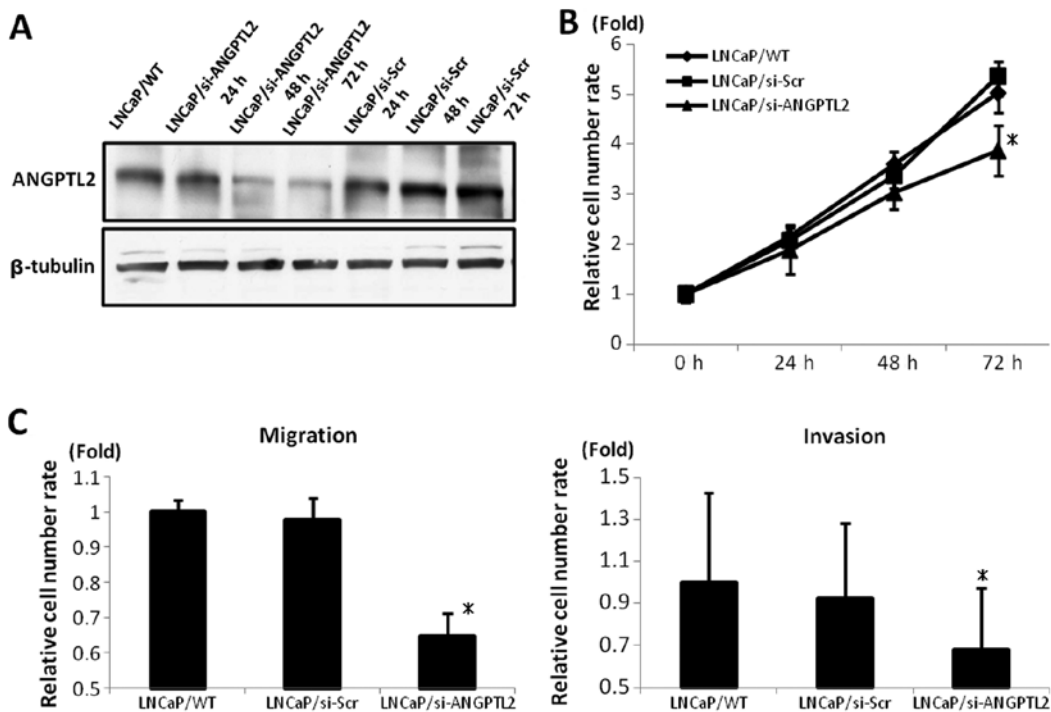 A
LNCaP/WT
LNCaP/si-ANGPTL2
24 h
LNCaP/si-ANGPTL2
48 h
LNCaP/si-ANGPTL2
72 h
LNCaP/si-Scr
24 h
LNCaP/si-Scr
48 h
LNCaP/si-Scr
72 h
ANGPTL2
β-tubulin
B
(Fold)
Relative cell number rate
6
5
4
3
2
1
0
LNCaP/WT
LNCaP/si-Scr
LNCaP/si-ANGPTL2
*
0 h
24 h
48 h
72 h
C
Migration
(Fold)
Relative cell number rate
1.1
1
0.9
0.8
0.7
0.6
0.5
*
LNCaP/WT
LNCaP/si-Scr
LNCaP/si-ANGPTL2
Invasion
(Fold)
Relative cell number rate
1.5
1.3
1.1
0.9
0.7
0.5
*
LNCaP/WT
LNCaP/si-Scr
LNCaP/si-ANGPTL2